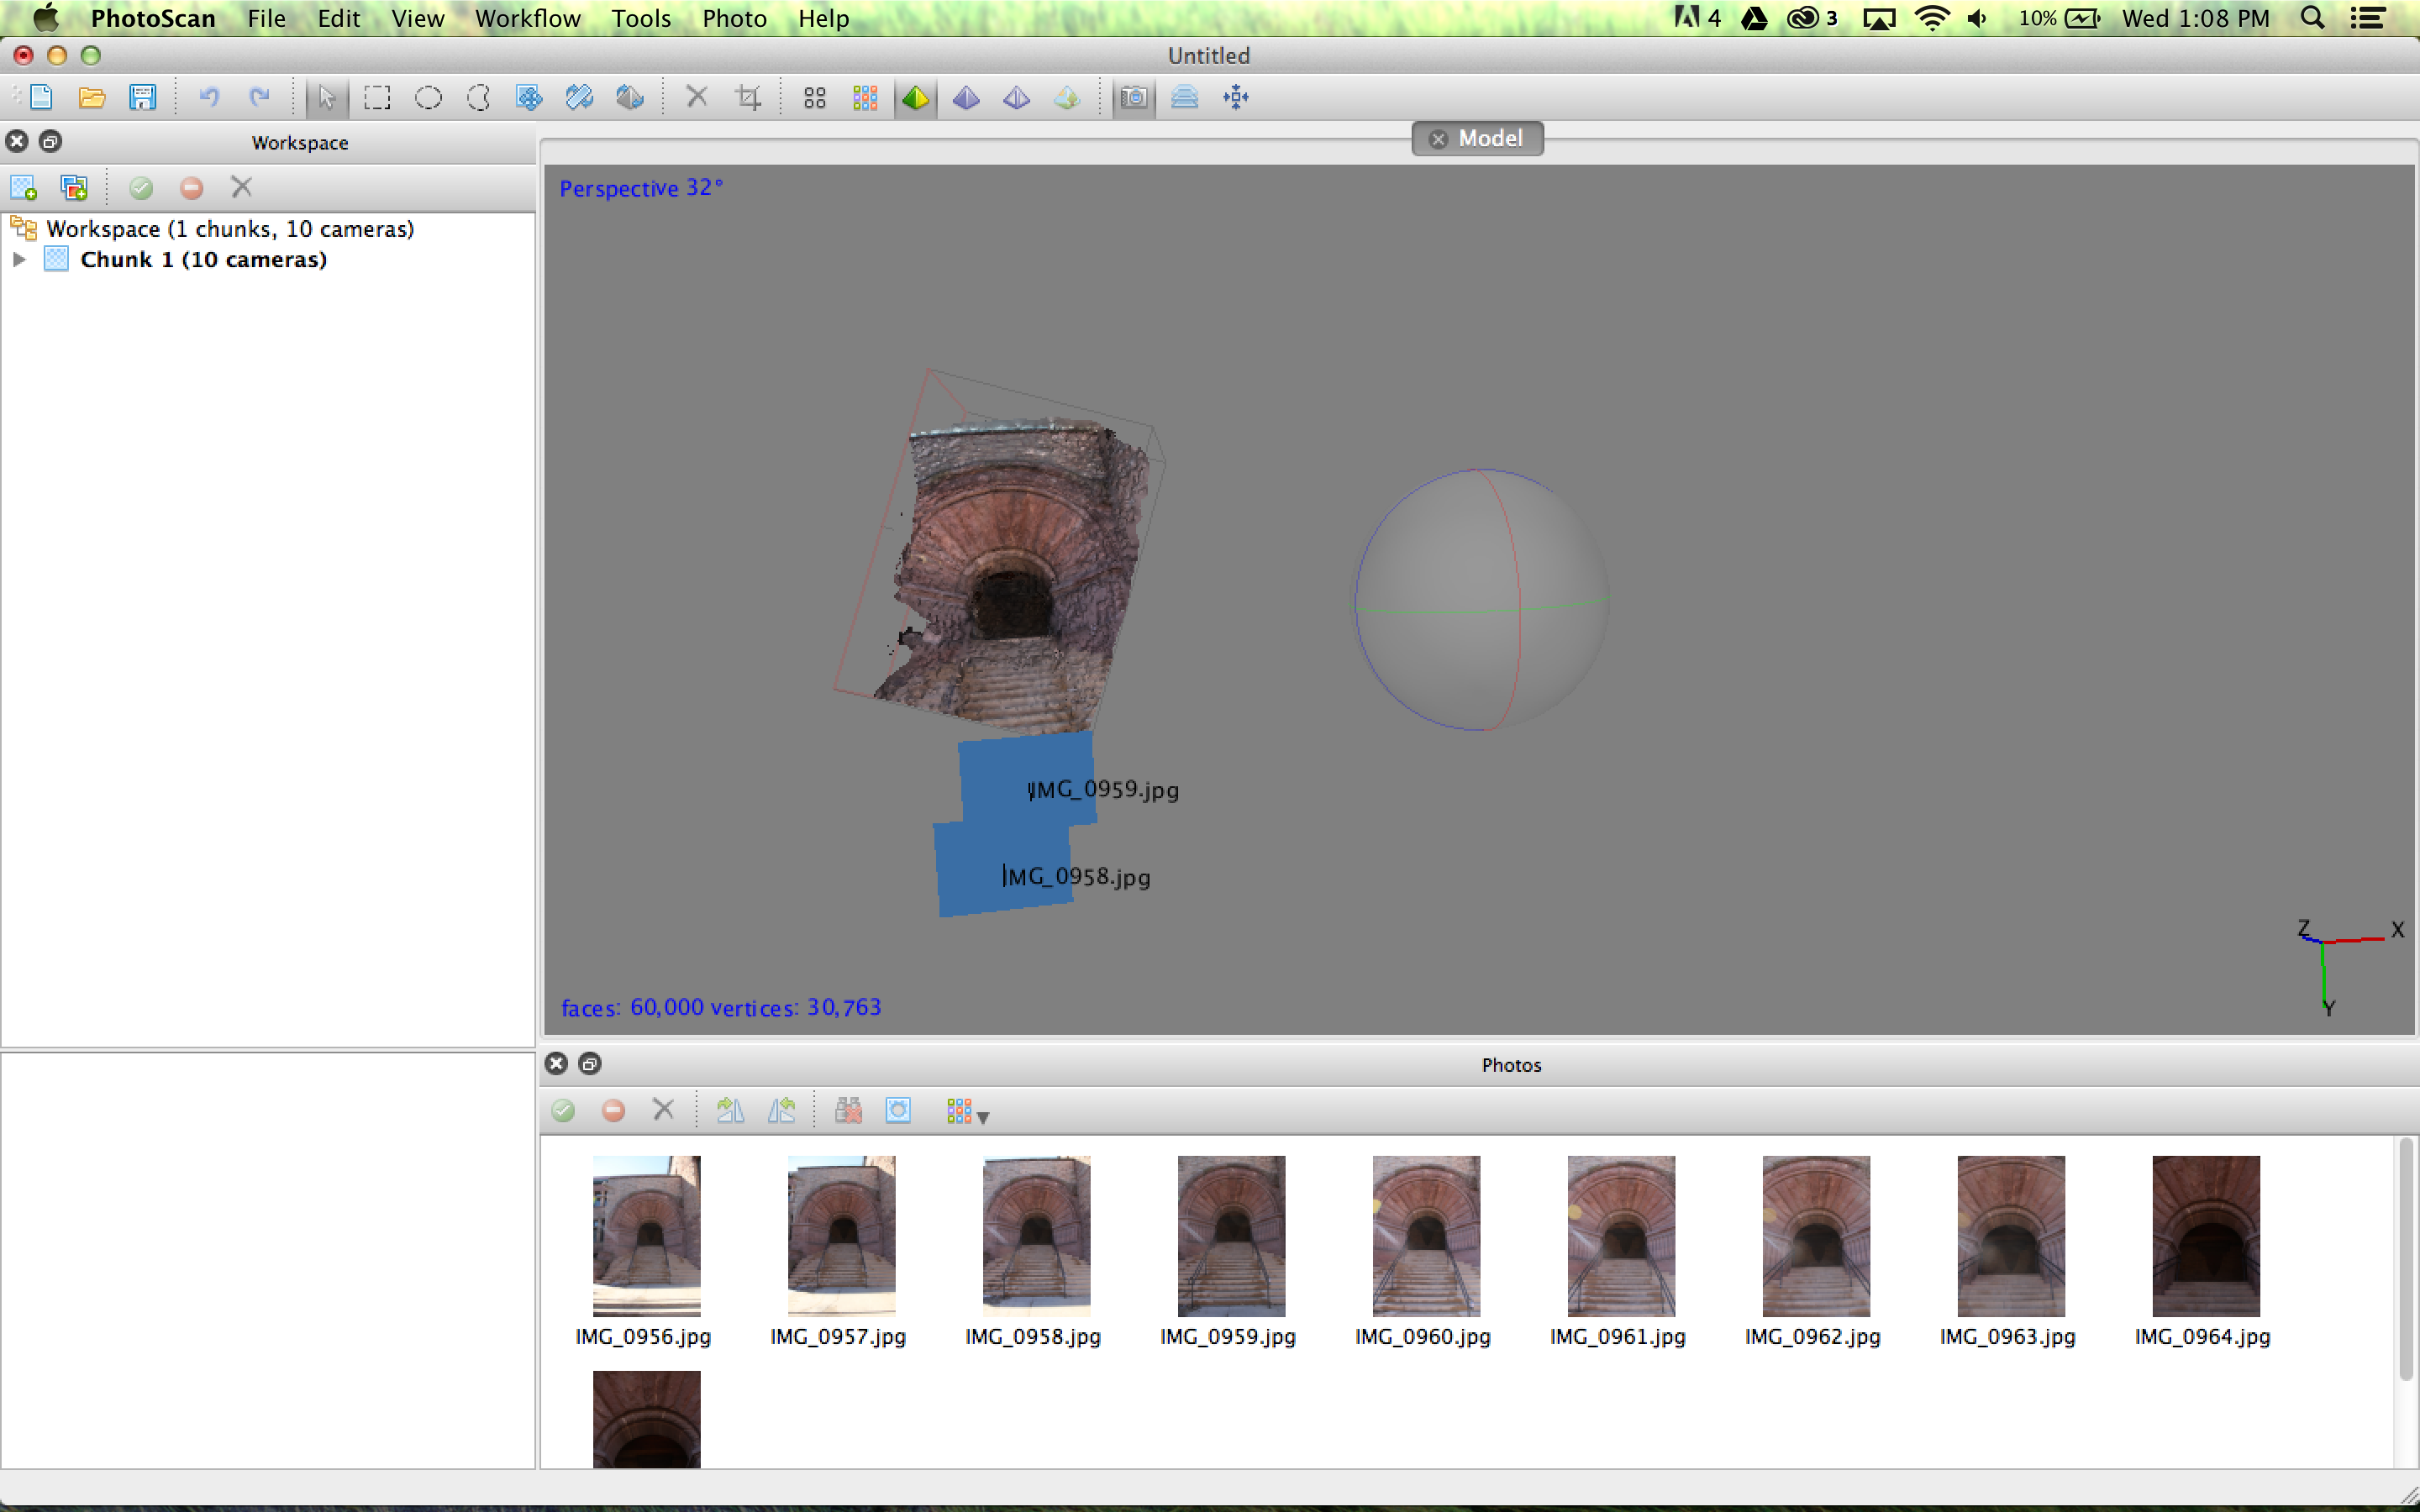 PhotoScan File Edit View Workflow Tools Photo Help 4 3 10% Wed 1:08 PM
Untitled
Workspace
Model
Workspace (1 chunks, 10 cameras)
Chunk 1 (10 cameras)
Perspective 32°
IMG_0959.jpg
IMG_0958.jpg
Z X
Y
faces: 60,000 vertices: 30,763
Photos
IMG_0956.jpg IMG_0957.jpg IMG_0958.jpg IMG_0959.jpg IMG_0960.jpg IMG_0961.jpg IMG_0962.jpg IMG_0963.jpg IMG_0964.jpg